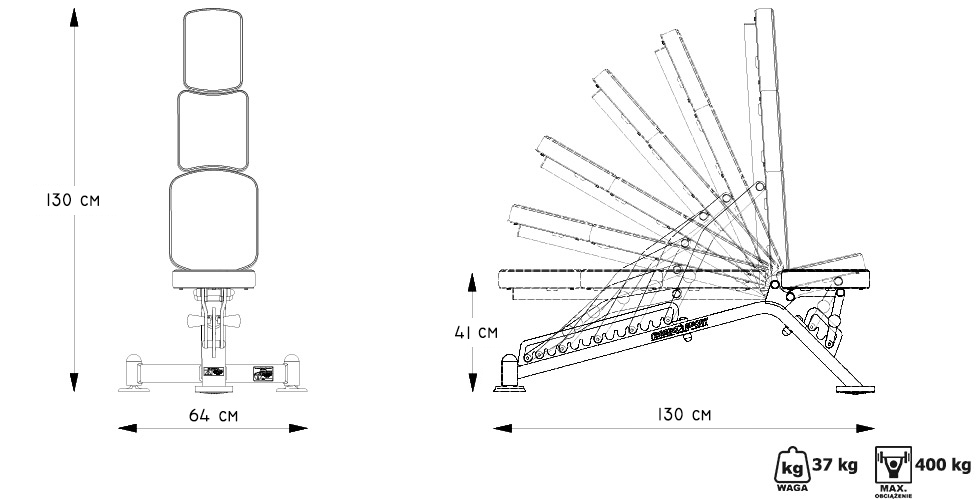 130 CM
41 CM
64 CM
130 CM
kg 37 kg
WAGA
400 kg
MAX.
OBCIĄŻENIE